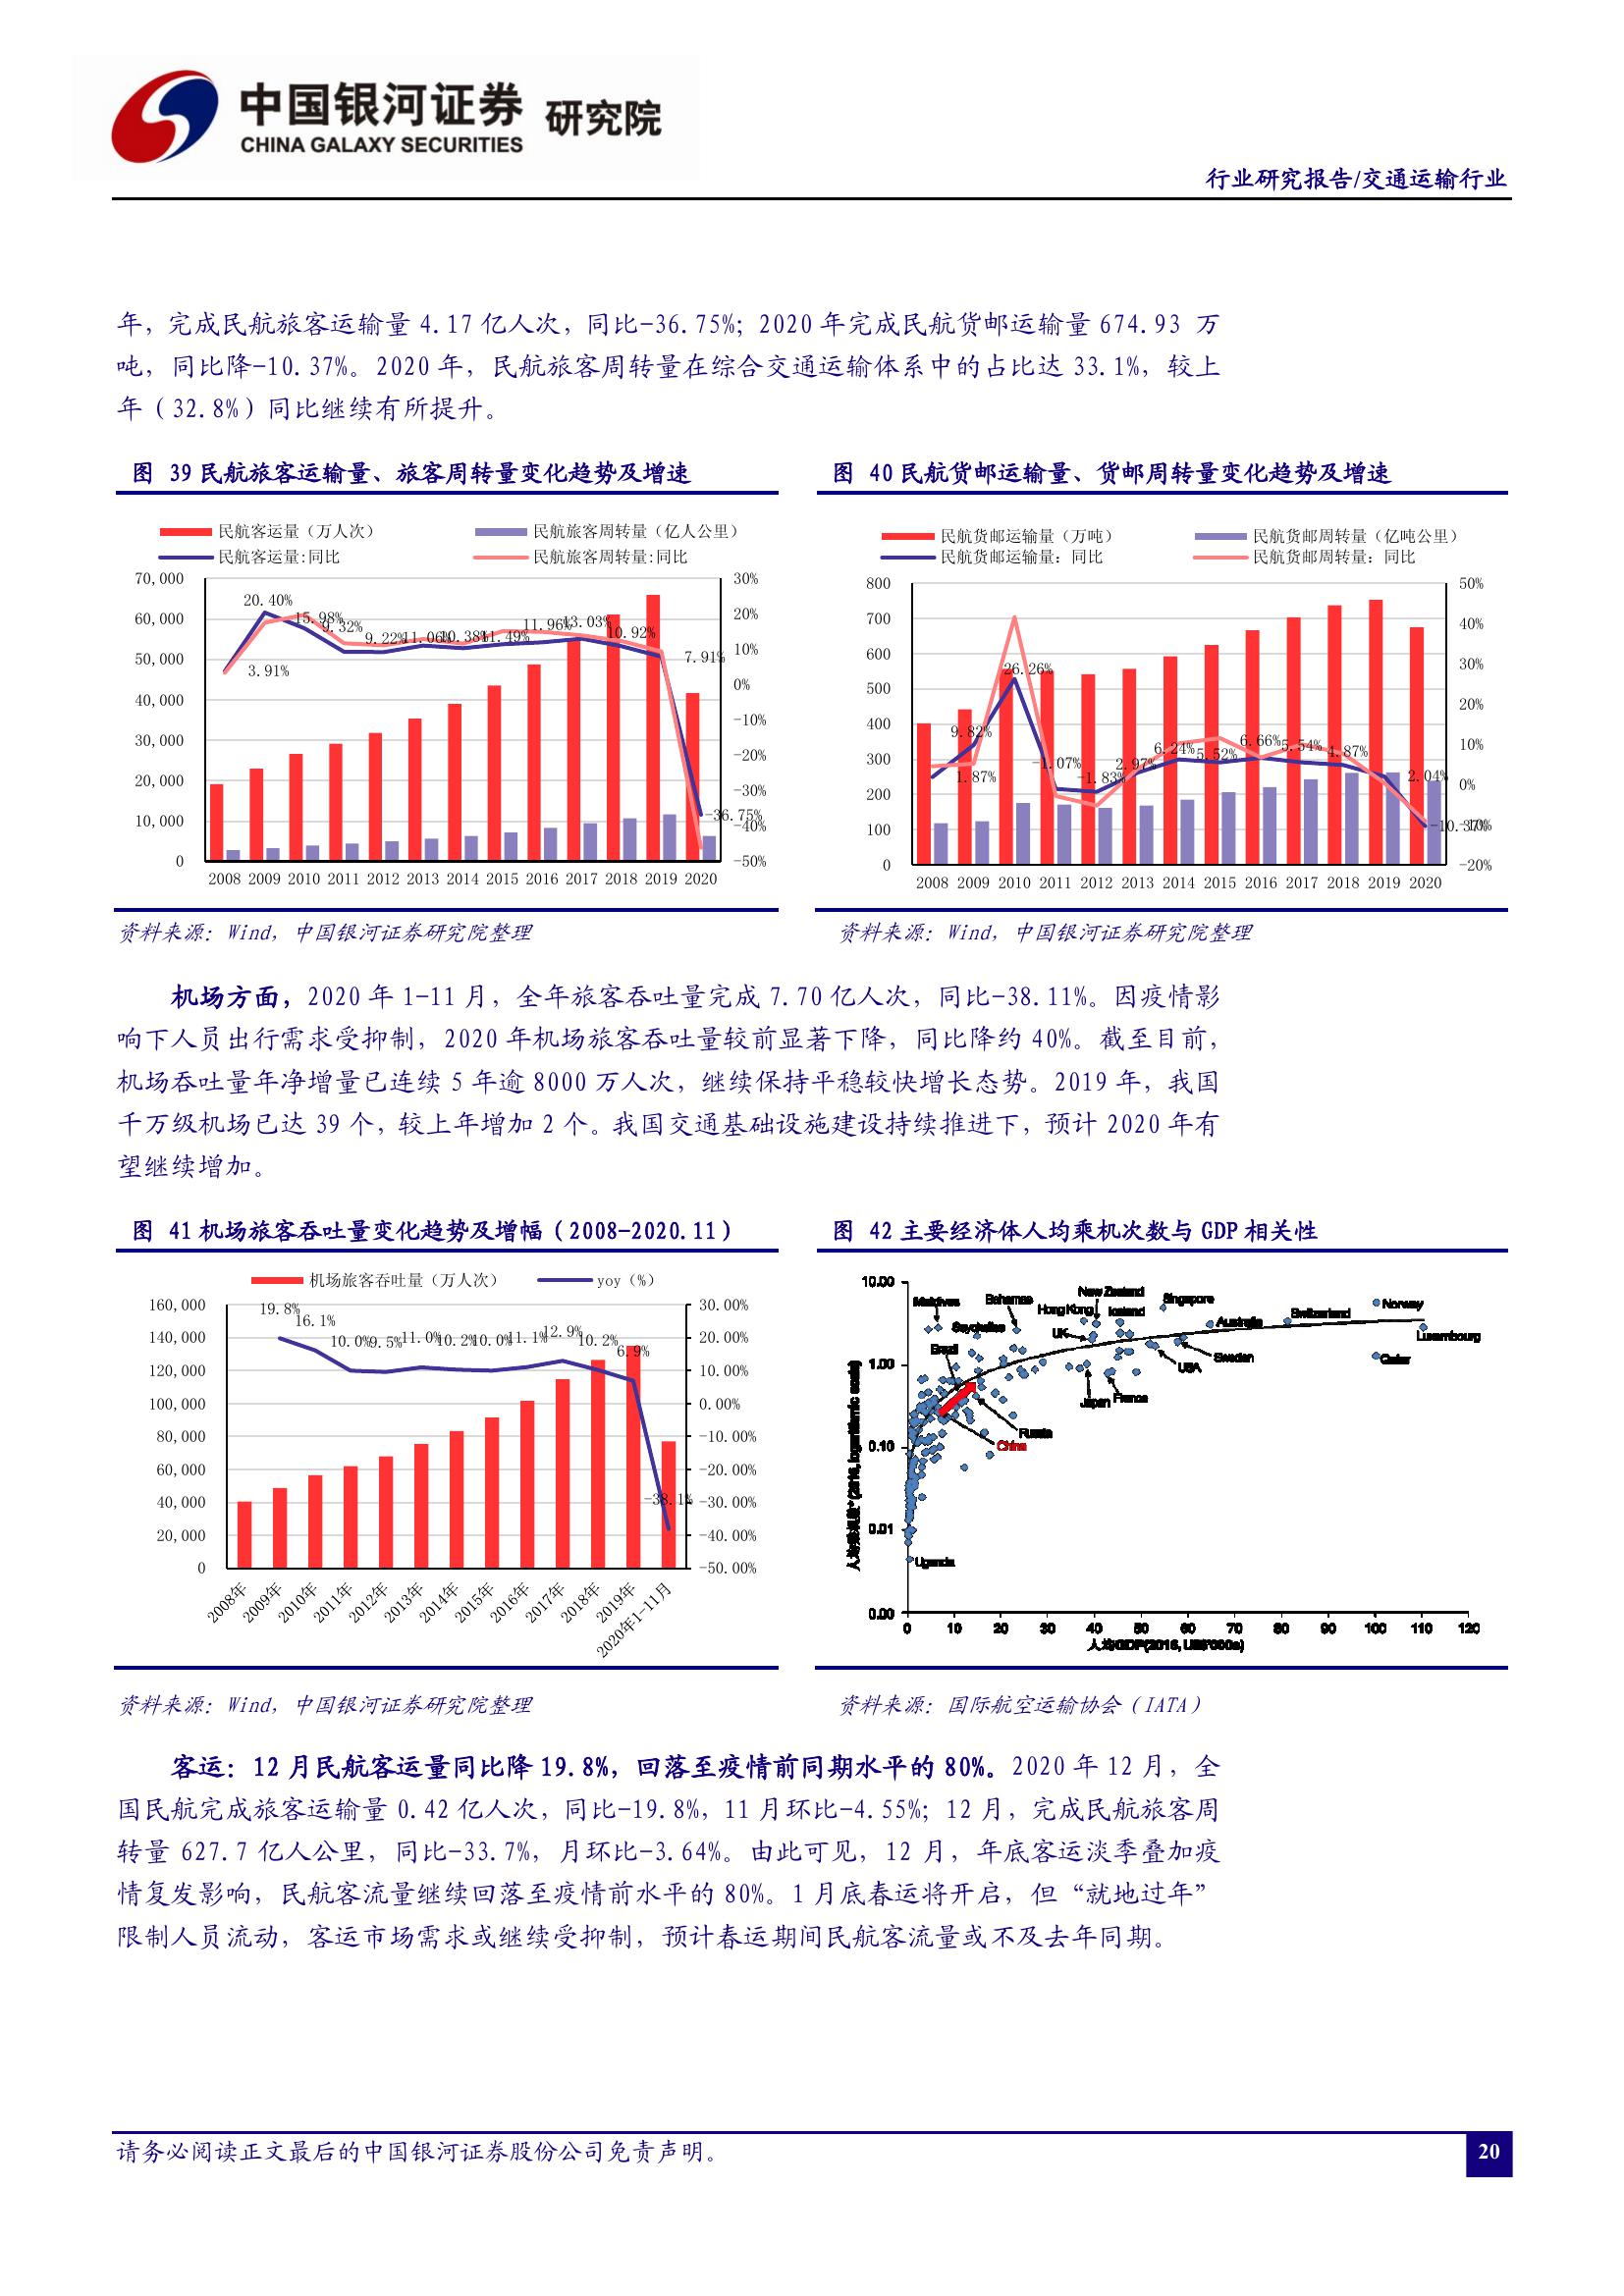 中国银河证券 研究院
CHINA GALAXY SECURITIES
行业研究报告/交通运输行业
年，完成民航旅客运输量 4.17 亿人次，同比-36.75%；2020 年完成民航货邮运输量 674.93 万
吨，同比降-10.37%。2020 年，民航旅客周转量在综合交通运输体系中的占比达 33.1%，较上
年（32.8%）同比继续有所提升。
图 39 民航旅客运输量、旅客周转量变化趋势及增速
民航客运量（万人次）
民航旅客周转量（亿人公里）
民航客运量:同比
民航旅客周转量:同比
70,000
60,000
50,000
40,000
30,000
20,000
10,000
0
30%
20%
10%
0%
-10%
-20%
-30%
-40%
-50%
3.91%
20.40%
15.98%
9.32%
9.22%
11.06%
10.38%
11.49%
11.96%
13.03%
10.92%
7.91%
-36.75%
2008 2009 2010 2011 2012 2013 2014 2015 2016 2017 2018 2019 2020
资料来源：Wind，中国银河证券研究院整理
图 40 民航货邮运输量、货邮周转量变化趋势及增速
民航货邮运输量（万吨）
民航货邮周转量（亿吨公里）
民航货邮运输量：同比
民航货邮周转量：同比
800
700
600
500
400
300
200
100
0
50%
40%
30%
20%
10%
0%
-10%
-20%
9.82%
1.87%
26.26%
-1.07%
-1.83%
2.97%
6.24%
5.52%
6.66%
5.54%
4.87%
2.04%
-10.37%
2008 2009 2010 2011 2012 2013 2014 2015 2016 2017 2018 2019 2020
资料来源：Wind，中国银河证券研究院整理
机场方面，2020 年 1-11 月，全年旅客吞吐量完成 7.70 亿人次，同比-38.11%。因疫情影
响下人员出行需求受抑制，2020 年机场旅客吞吐量较前显著下降，同比降约 40%。截至目前，
机场吞吐量年净增量已连续 5 年逾 8000 万人次，继续保持平稳较快增长态势。2019 年，我国
千万级机场已达 39 个，较上年增加 2 个。我国交通基础设施建设持续推进下，预计 2020 年有
望继续增加。
图 41 机场旅客吞吐量变化趋势及增幅（2008-2020.11）
机场旅客吞吐量（万人次）
yoy（%）
160,000
140,000
120,000
100,000
80,000
60,000
40,000
20,000
0
30.00%
20.00%
10.00%
0.00%
-10.00%
-20.00%
-30.00%
-40.00%
-50.00%
19.8%
16.1%
10.0%
9.5%
11.0%
10.2%
10.0%
11.1%
12.9%
10.2%
6.9%
-38.1%
2008年 2009年 2010年 2011年 2012年 2013年 2014年 2015年 2016年 2017年 2018年 2019年 2020年1-11月
资料来源：Wind，中国银河证券研究院整理
图 42 主要经济体人均乘机次数与 GDP 相关性
10.00
1.00
0.10
0.01
0.00
Maldives
Bahamas
New Zealand
Singapore
Norway
Hong Kong
Iceland
Switzerland
Australia
Seychelles
UK
Luxembourg
Brazil
Sweden
Qatar
USA
Japan
France
Russia
China
Uganda
0 10 20 30 40 50 60 70 80 90 100 110 120
人均GDP(2016, US$'000s)
资料来源：国际航空运输协会（IATA）
客运：12 月民航客运量同比降 19.8%，回落至疫情前同期水平的 80%。2020 年 12 月，全
国民航完成旅客运输量 0.42 亿人次，同比-19.8%，11 月环比-4.55%；12 月，完成民航旅客周
转量 627.7 亿人公里，同比-33.7%，月环比-3.64%。由此可见，12 月，年底客运淡季叠加疫
情复发影响，民航客流量继续回落至疫情前水平的 80%。1 月底春运将开启，但“就地过年”
限制人员流动，客运市场需求或继续受抑制，预计春运期间民航客流量或不及去年同期。
请务必阅读正文最后的中国银河证券股份公司免责声明。
20